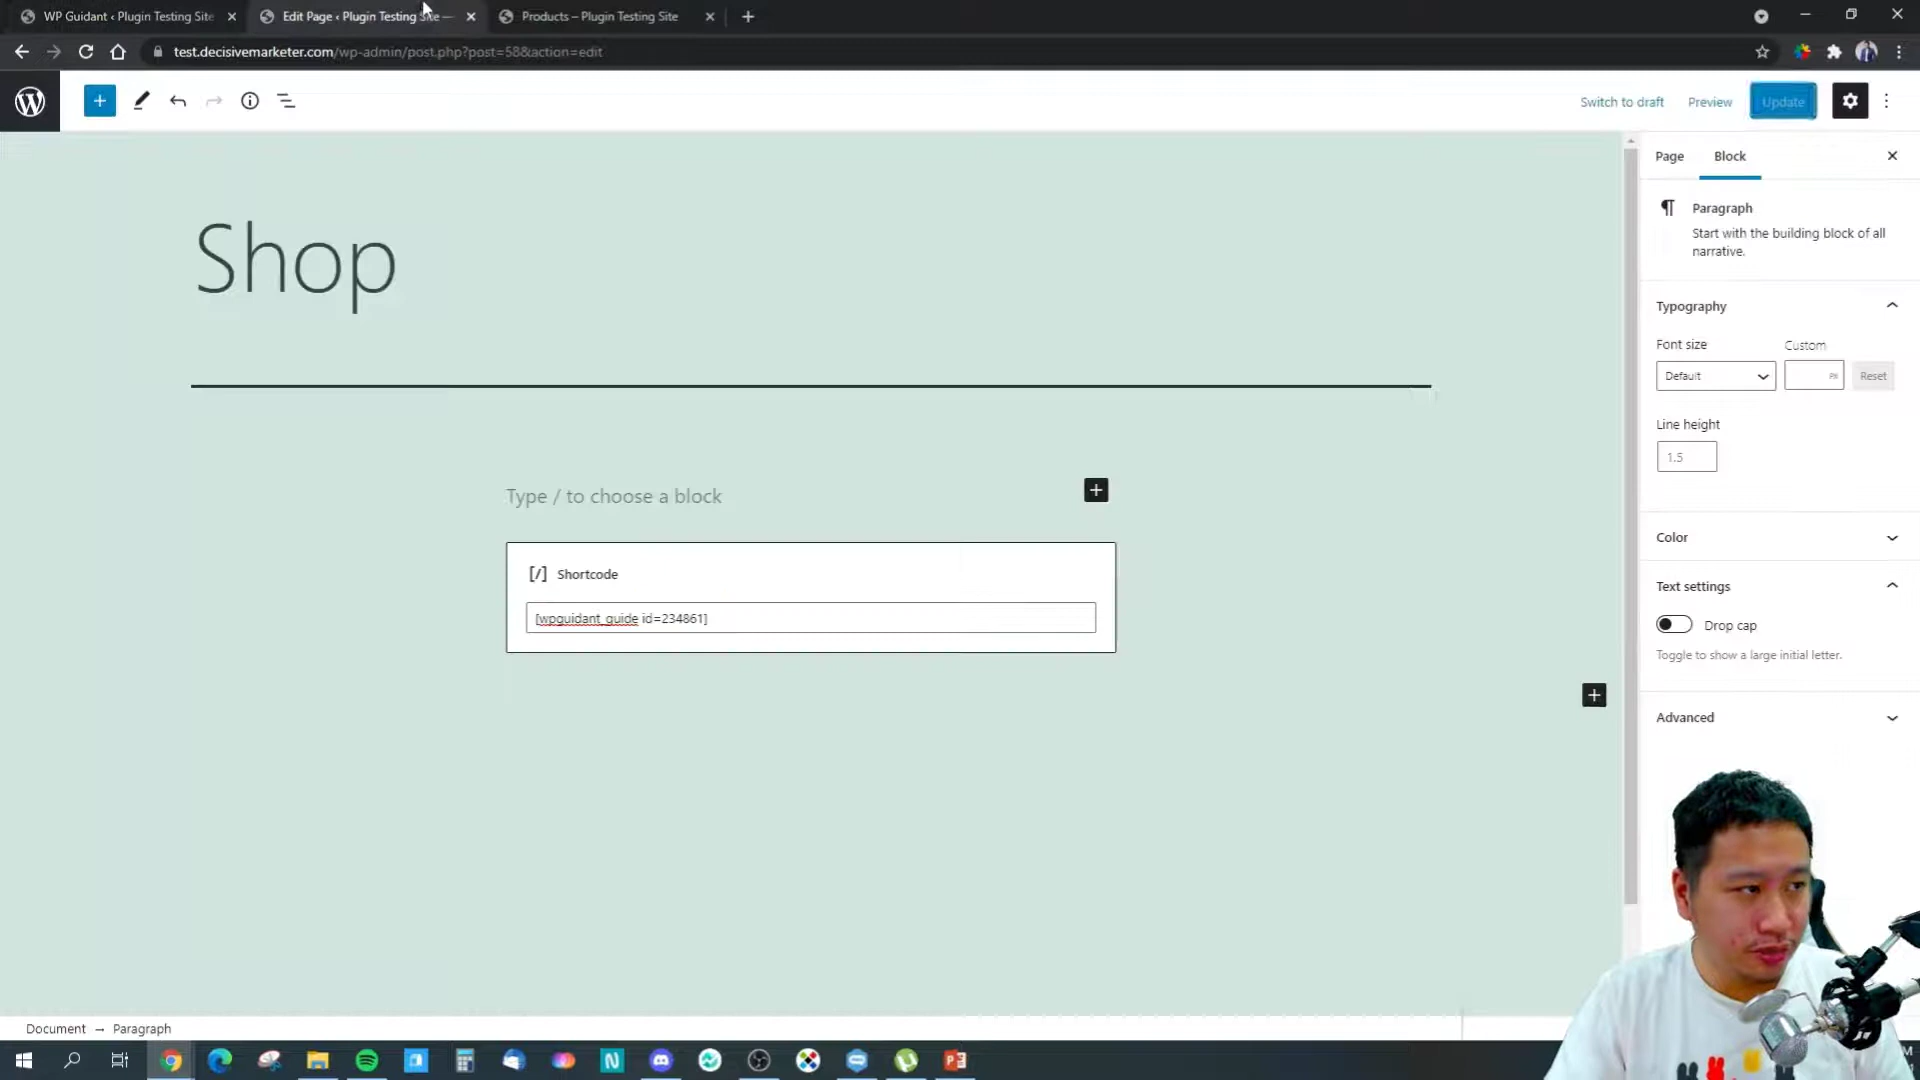 WP Guidant ‹ Plugin Testing Site
Edit Page ‹ Plugin Testing Site —
Products – Plugin Testing Site
test.decisivemarketer.com/wp-admin/post.php?post=58&action=edit
Switch to draft
Preview
Update
Page
Block
Shop
Paragraph
Start with the building block of all
narrative.
Typography
Font size
Custom
Default
PX
Reset
Line height
1.5
Type / to choose a block
[/] Shortcode
[wpguidant_guide id=234861]
Color
Text settings
Drop cap
Toggle to show a large initial letter.
Advanced
Document → Paragraph